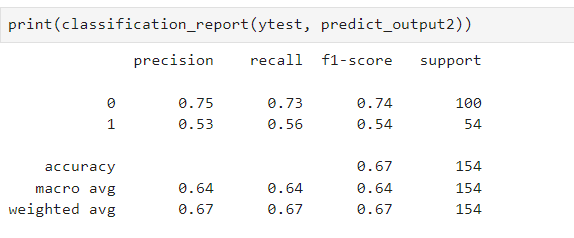 print(classification_report(ytest, predict_output2))
precision recall f1-score support
0 0.75 0.73 0.74 100
1 0.53 0.56 0.54 54
accuracy 0.67 154
macro avg 0.64 0.64 0.64 154
weighted avg 0.67 0.67 0.67 154